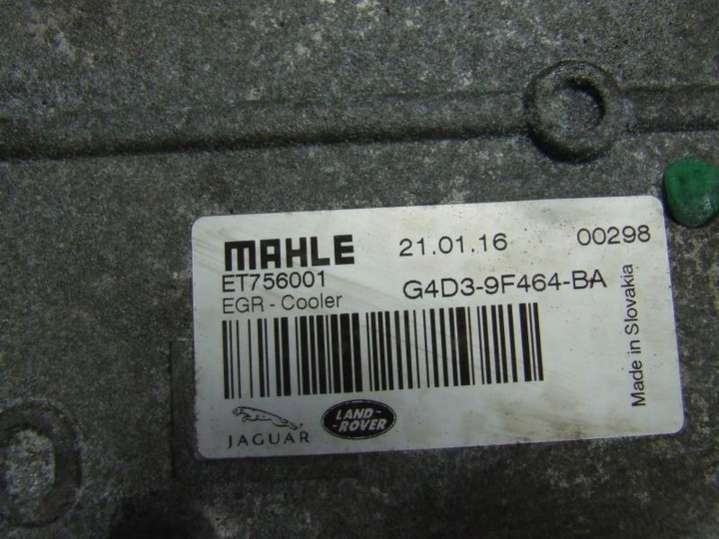 MAHLE 21.01.16 00298
ET756001
EGR - Cooler G4D3-9F464-BA
Made in Slovakia
JAGUAR
LAND-
-ROVER